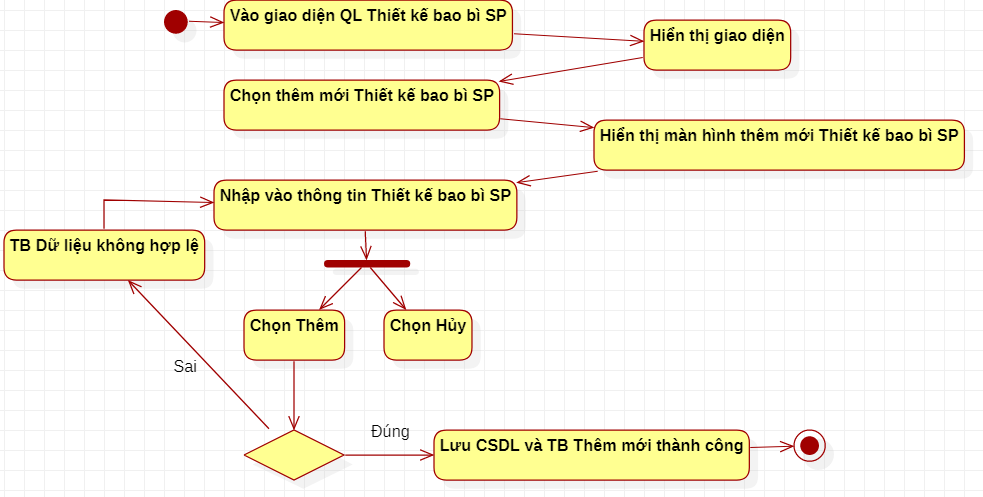 Vào giao diện QL Thiết kế bao bì SP
Hiển thị giao diện
Chọn thêm mới Thiết kế bao bì SP
Hiển thị màn hình thêm mới Thiết kế bao bì SP
Nhập vào thông tin Thiết kế bao bì SP
TB Dữ liệu không hợp lệ
Chọn Thêm
Chọn Hủy
Sai
Đúng
Lưu CSDL và TB Thêm mới thành công